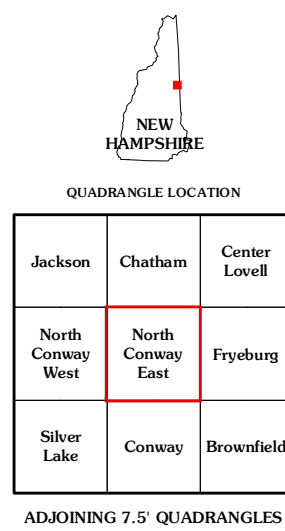 NEW
HAMPSHIRE
QUADRANGLE LOCATION
Jackson
Chatham
Center
Lovell
North
Conway
West
North
Conway
East
Fryeburg
Silver
Lake
Conway
Brownfield
ADJOINING 7.5' QUADRANGLES